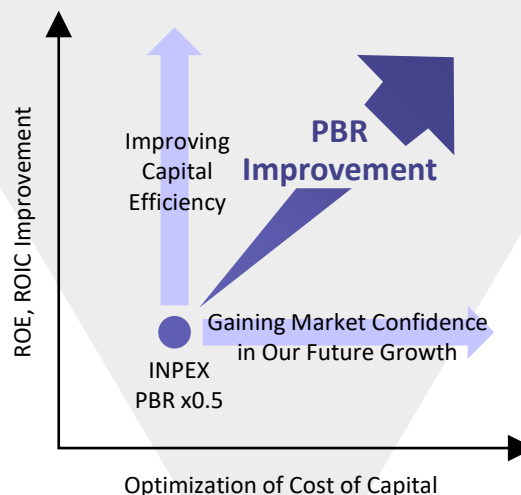 PBR
Improvement
Improving
Capital
Efficiency
ROE, ROIC Improvement
Gaining Market Confidence
in Our Future Growth
INPEX
PBR x0.5
Optimization of Cost of Capital